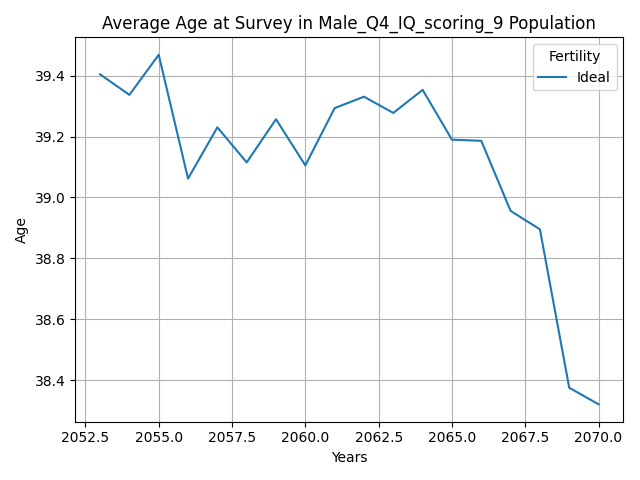 Average Age at Survey in Male_Q4_IQ_scoring_9 Population
Fertility
Ideal
Age
39.4
39.2
39.0
38.8
38.6
38.4
2052.5 2055.0 2057.5 2060.0 2062.5 2065.0 2067.5 2070.0
Years